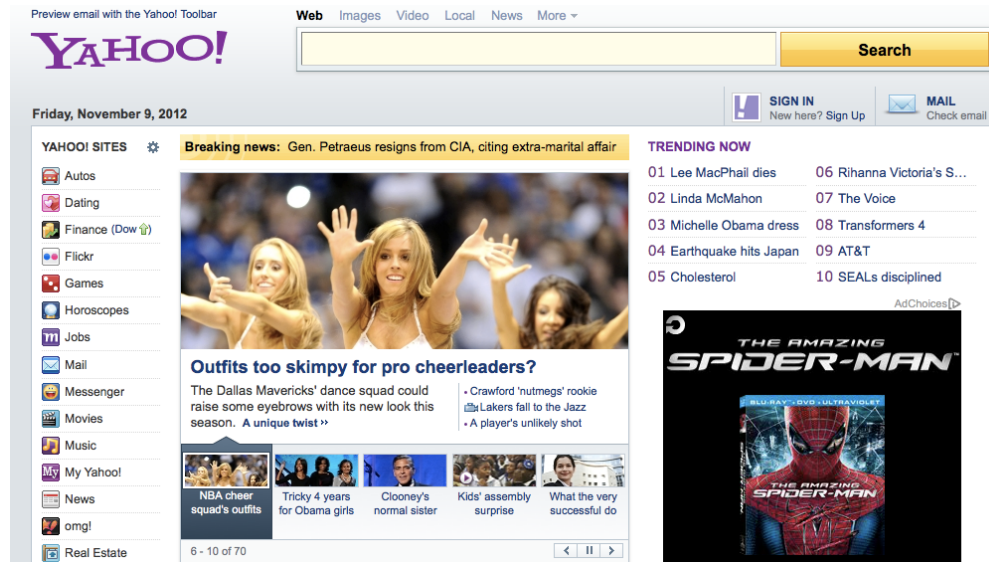 Preview email with the Yahoo! Toolbar
Web Images Video Local News More
YAHOO!
Search
Friday, November 9, 2012
SIGN IN
New here? Sign Up
MAIL
Check email
YAHOO! SITES
Autos
Dating
Finance (Dow)
Flickr
Games
Horoscopes
Jobs
Mail
Messenger
Movies
Music
My Yahoo!
News
omg!
Real Estate
Breaking news: Gen. Petraeus resigns from CIA, citing extra-marital affair
Outfits too skimpy for pro cheerleaders?
The Dallas Mavericks' dance squad could
raise some eyebrows with its new look this
season. A unique twist »
• Crawford 'nutmegs' rookie
Lakers fall to the Jazz
• A player's unlikely shot
NBA cheer
squad's outfits
Tricky 4 years
for Obama girls
Clooney's
normal sister
Kids' assembly
surprise
What the very
successful do
6 - 10 of 70
TRENDING NOW
01 Lee MacPhail dies
02 Linda McMahon
03 Michelle Obama dress
04 Earthquake hits Japan
05 Cholesterol
06 Rihanna Victoria's S...
07 The Voice
08 Transformers 4
09 AT&T
10 SEALs disciplined
AdChoices
THE AMAZING
SPIDER-MAN™
BLU-RAY • DVD • ULTRAVIOLET
THE AMAZING
SPIDER-MAN